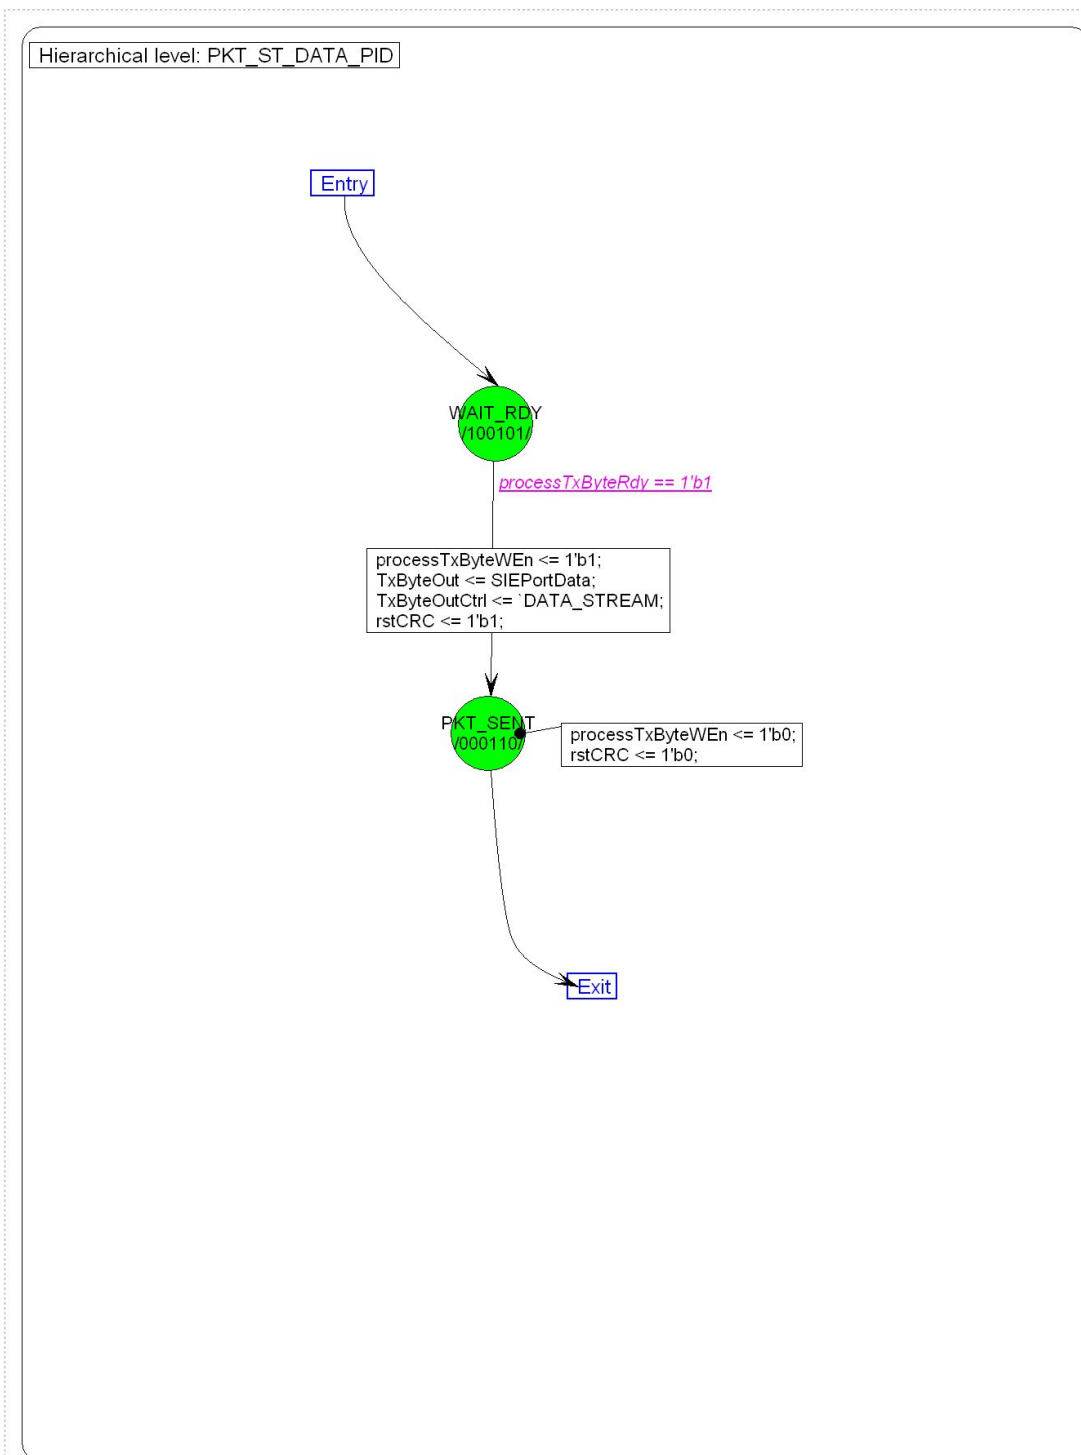 Hierarchical level: PKT_ST_DATA_PID
Entry
WAIT_RDY
/100101/
processTxByteRdy == 1'b1
processTxByteWEn <= 1'b1;
TxByteOut <= SIEPortData;
TxByteOutCtrl <= `DATA_STREAM;
rstCRC <= 1'b1;
PKT_SENT
/000110/
processTxByteWEn <= 1'b0;
rstCRC <= 1'b0;
Exit